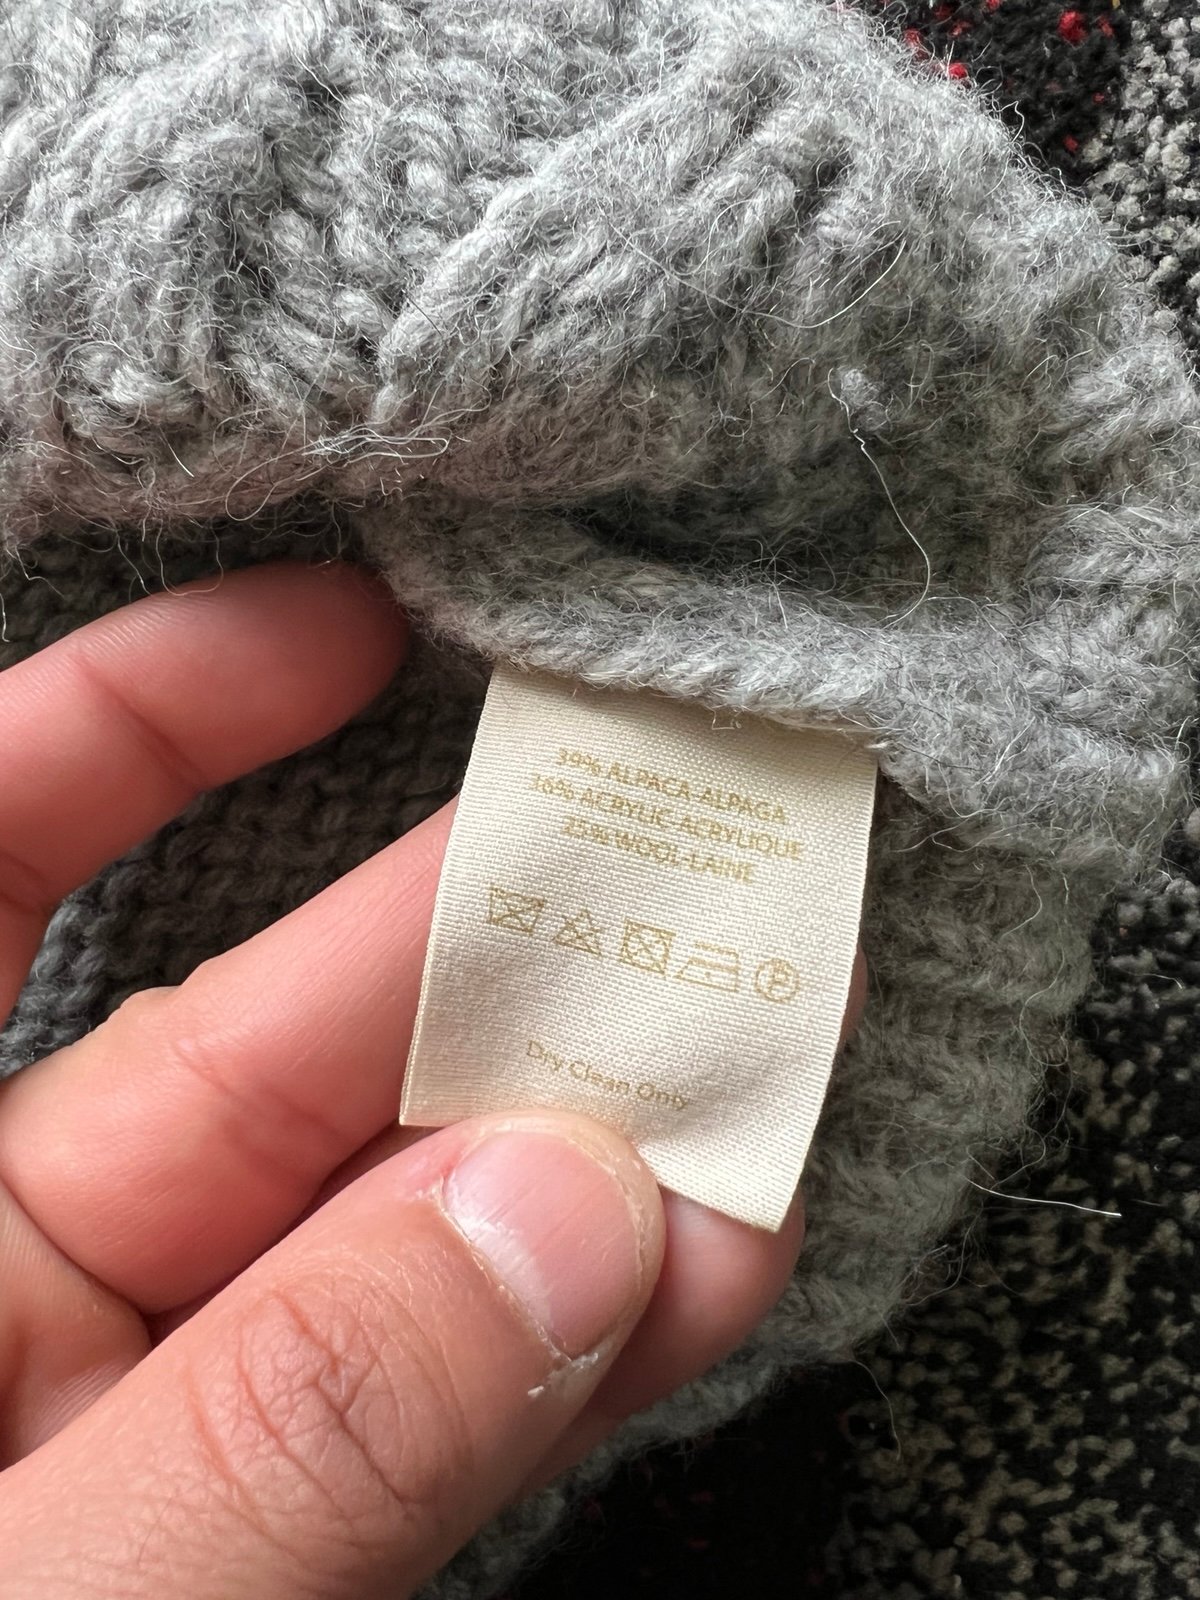 39% ALPACA-ALPAGA
36% ACRYLIC-ACRYLIQUE
25% WOOL-LAINE
P
Dry Clean Only